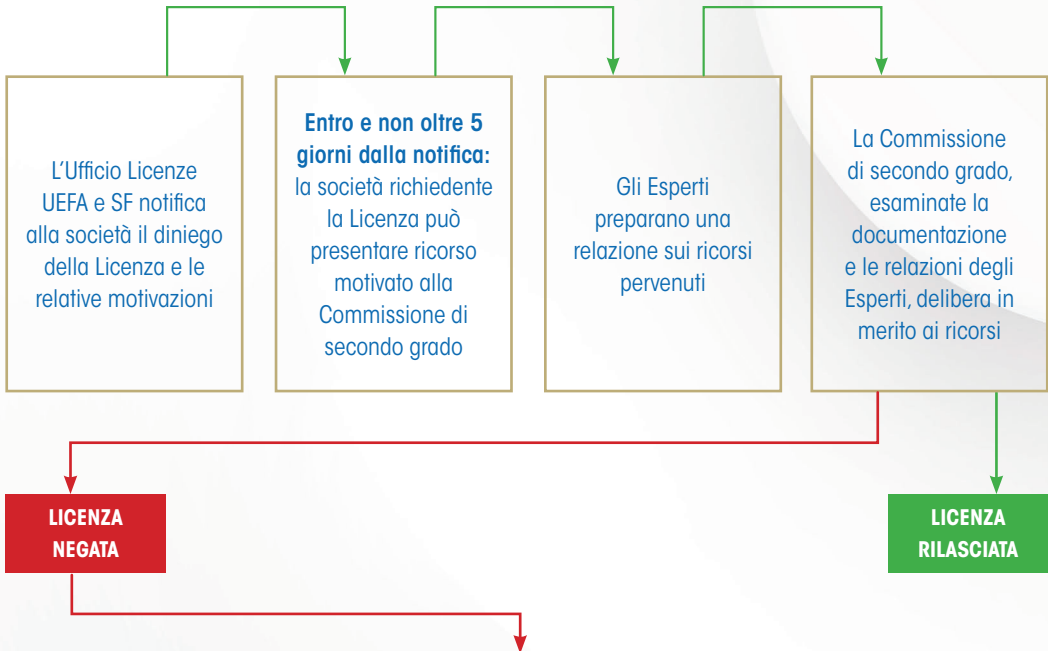 L'Ufficio Licenze
UEFA e SF notifica
alla società il diniego
della Licenza e le
relative motivazioni
Entro e non oltre 5
giorni dalla notifica:
la società richiedente
la Licenza può
presentare ricorso
motivato alla
Commissione di
secondo grado
Gli Esperti
preparano una
relazione sui ricorsi
pervenuti
La Commissione
di secondo grado,
esaminate la
documentazione
e le relazioni degli
Esperti, delibera in
merito ai ricorsi
LICENZA
NEGATA
LICENZA
RILASCIATA